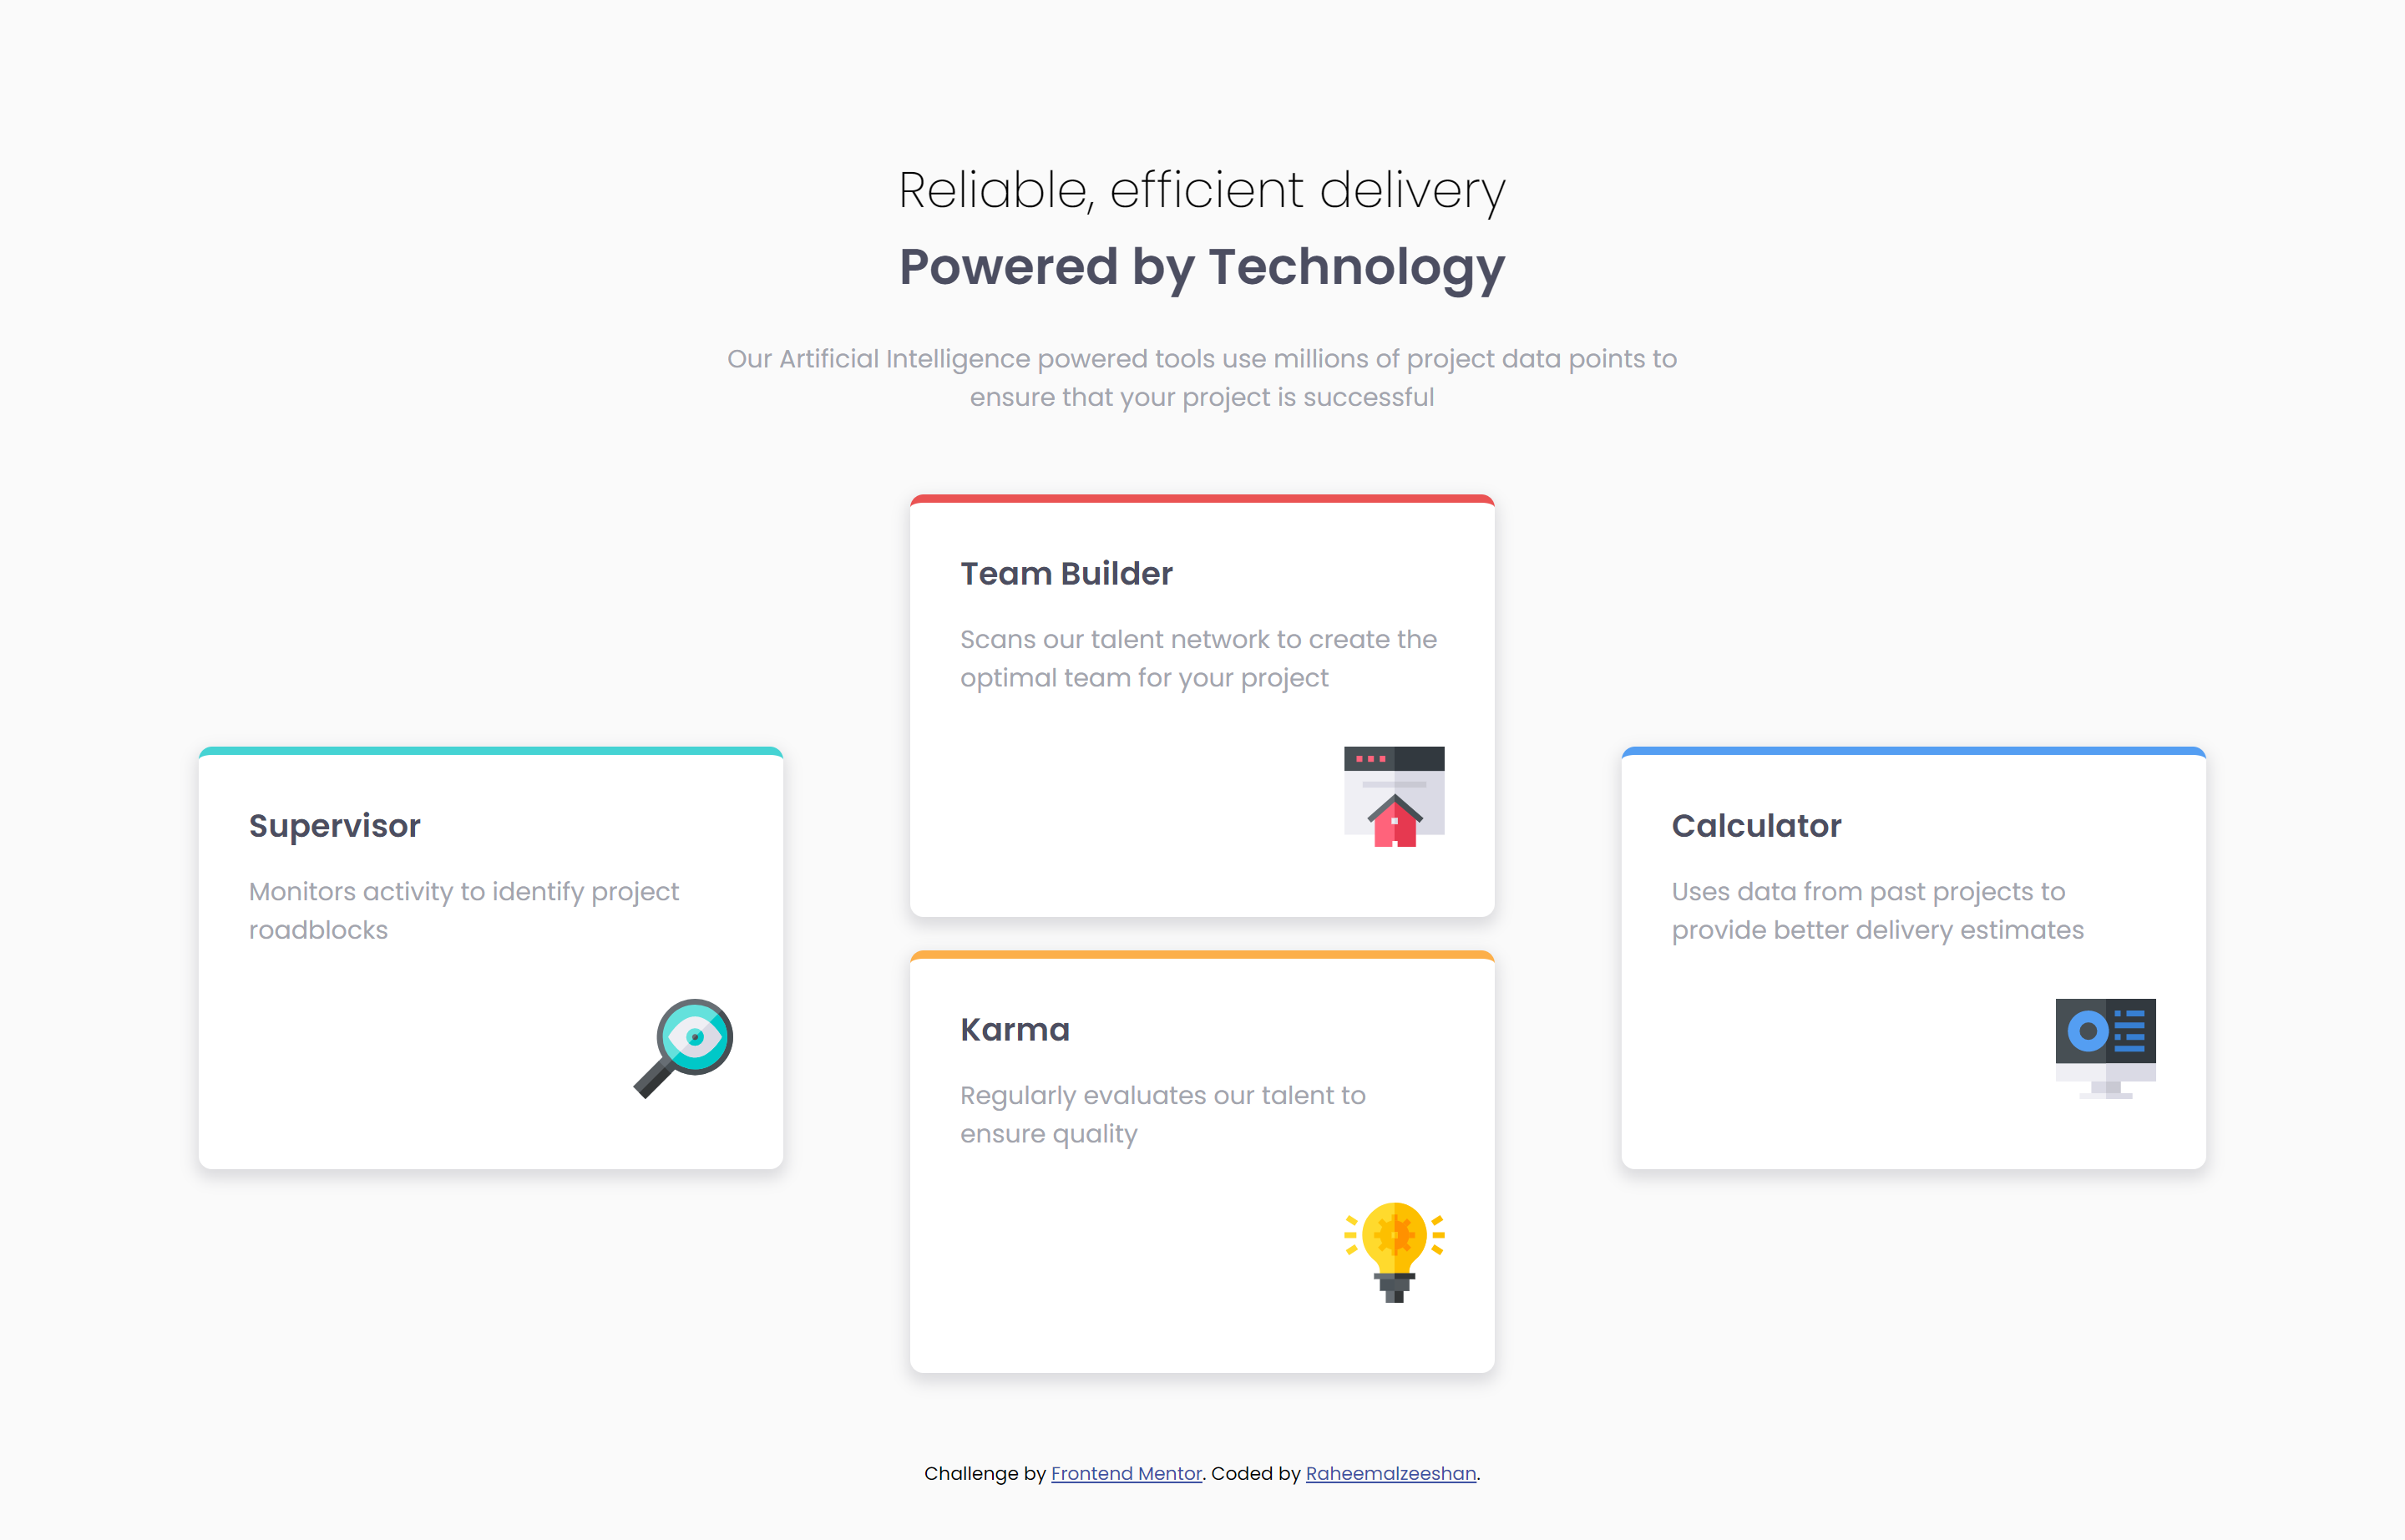 Reliable, efficient delivery
Powered by Technology
Our Artificial Intelligence powered tools use millions of project data points to
ensure that your project is successful
Team Builder
Scans our talent network to create the
optimal team for your project
Supervisor
Monitors activity to identify project
roadblocks
Karma
Regularly evaluates our talent to
ensure quality
Calculator
Uses data from past projects to
provide better delivery estimates
Challenge by Frontend Mentor. Coded by Raheemalzeeshan.